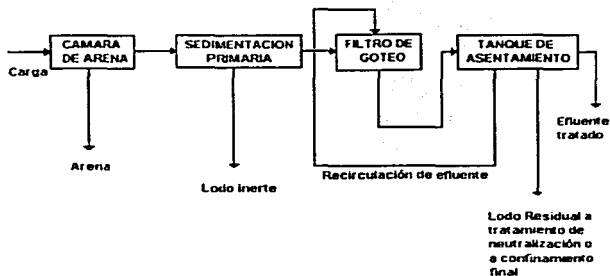 Carga
CAMARA
DE ARENA
SEDIMENTACION
PRIMARIA
FILTRO DE
GOTEO
TANQUE DE
ASENTAMIENTO
Arena
Lodo Inerte
Recirculación de efluente
Efluente
tratado
Lodo Residual a
tratamiento de
neutralización o
a confinamiento
final